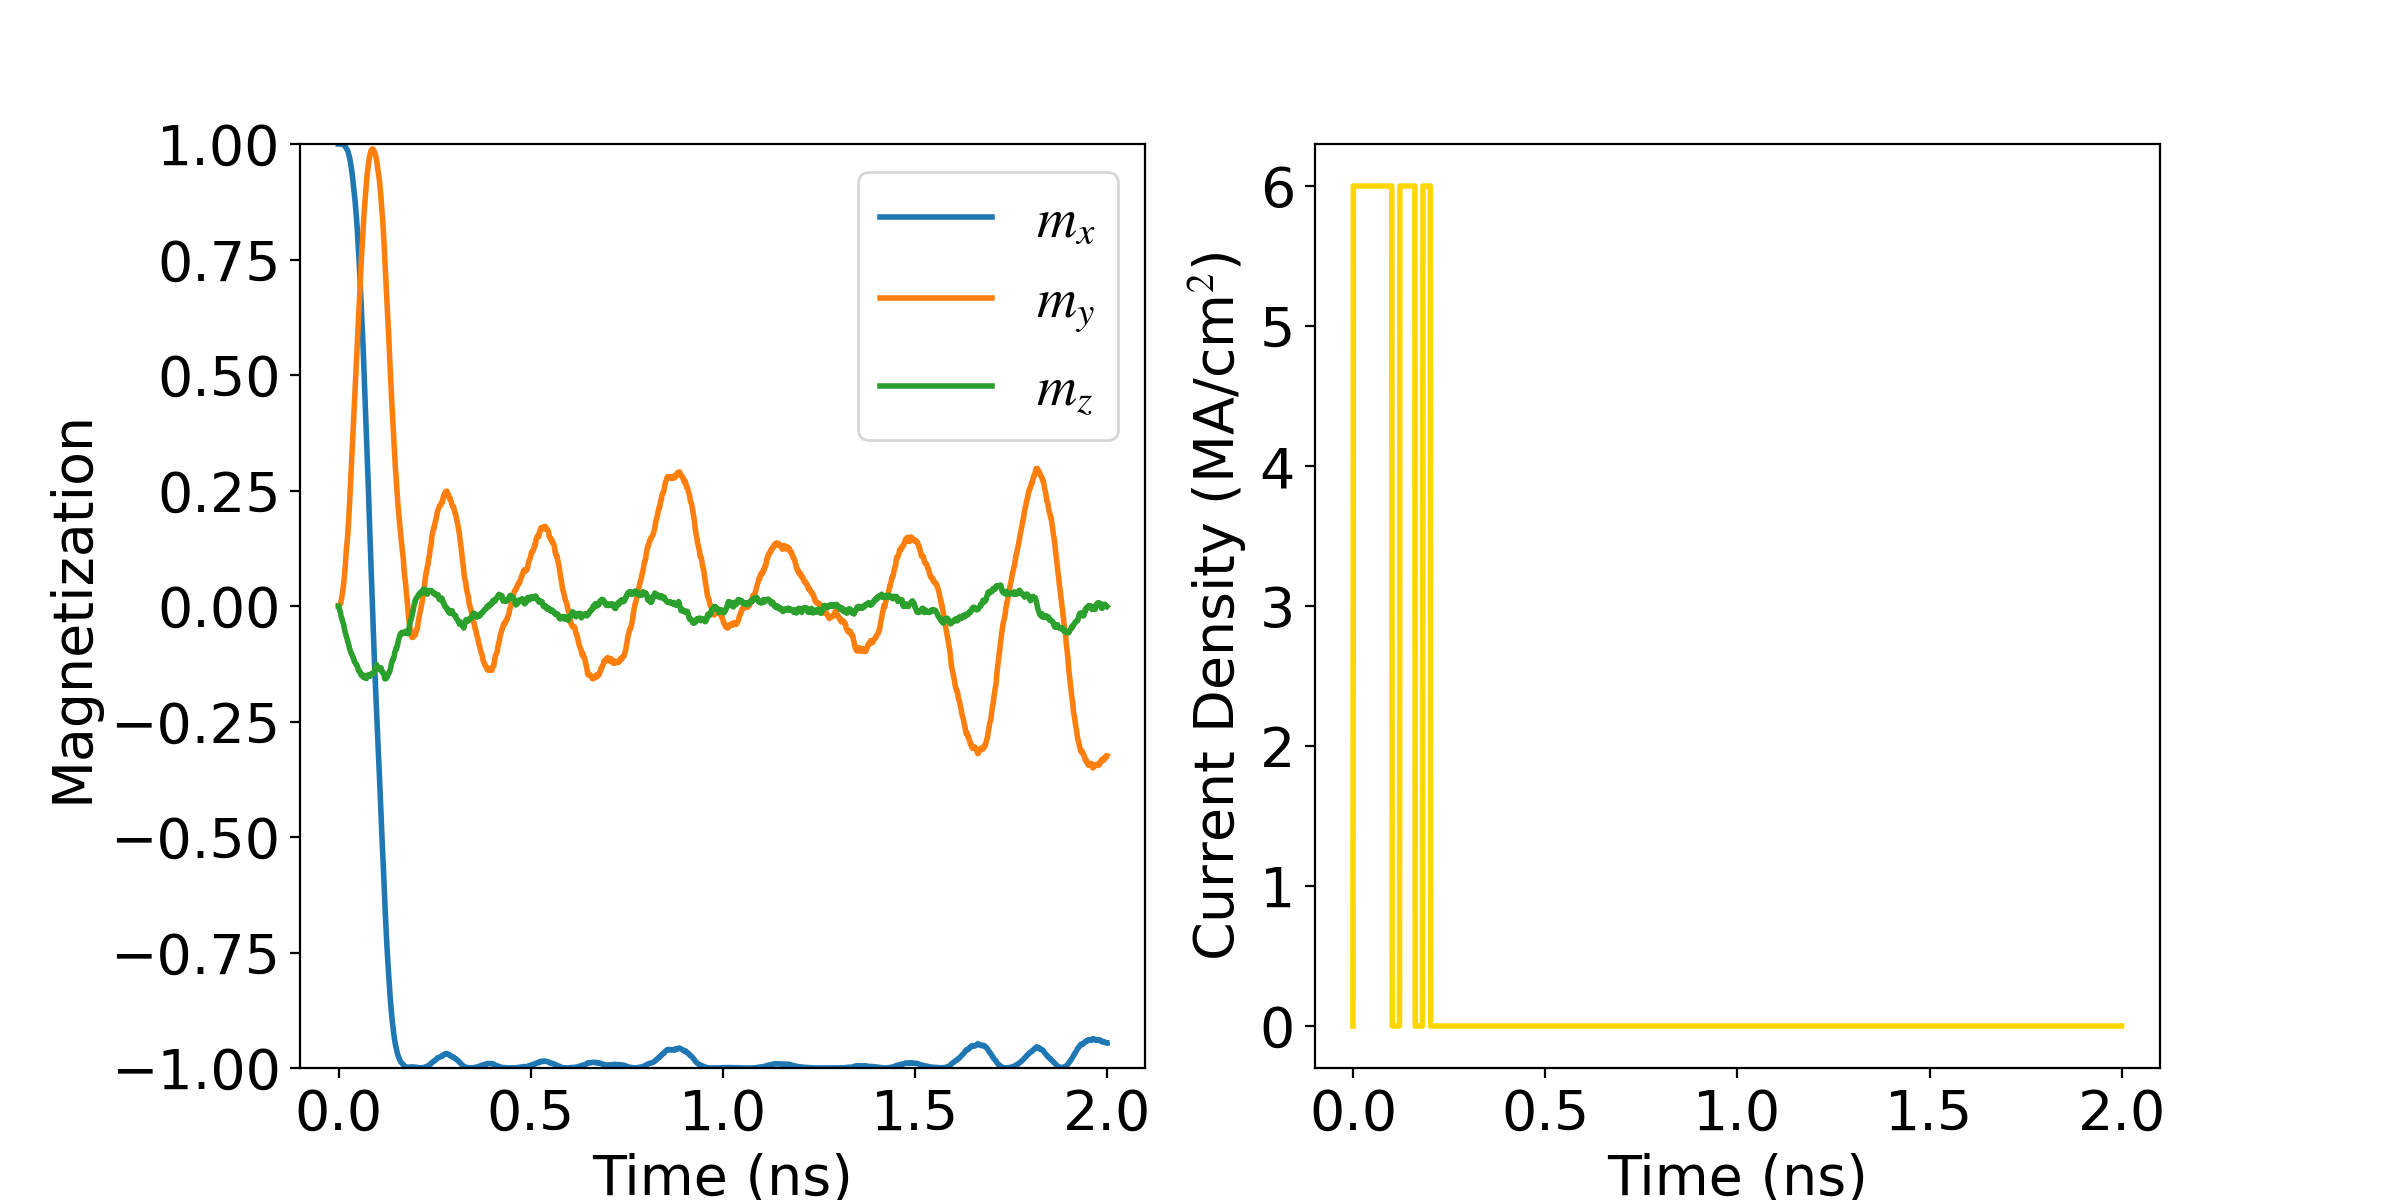 1.00
0.75
0.50
0.25
0.00
−0.25
−0.50
−0.75
−1.00
Magnetization
0.0 0.5 1.0 1.5 2.0
Time (ns)
m_x
m_y
m_z
6
5
4
3
2
1
0
Current Density (MA/cm²)
0.0 0.5 1.0 1.5 2.0
Time (ns)